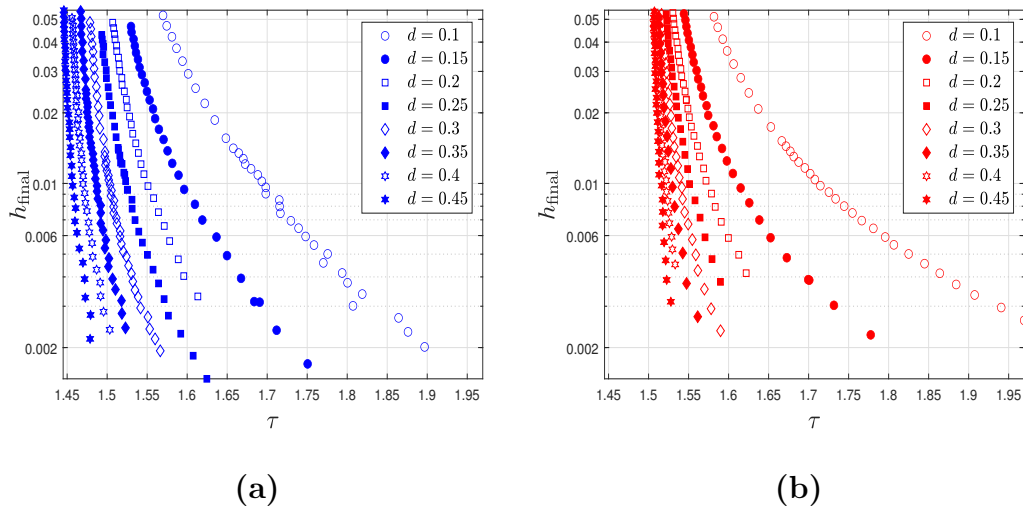 0.05
0.03
0.02
0.01
0.006
0.002
h_final
1.45 1.5 1.55 1.6 1.65 1.7 1.75 1.8 1.85 1.9 1.95
τ
d = 0.1
d = 0.15
d = 0.2
d = 0.25
d = 0.3
d = 0.35
d = 0.4
d = 0.45
(a)
0.05
0.03
0.02
0.01
0.006
0.002
h_final
1.45 1.5 1.55 1.6 1.65 1.7 1.75 1.8 1.85 1.9 1.95
τ
d = 0.1
d = 0.15
d = 0.2
d = 0.25
d = 0.3
d = 0.35
d = 0.4
d = 0.45
(b)